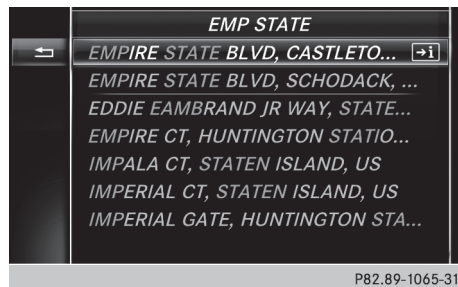 EMP STATE
EMPIRE STATE BLVD, CASTLETO... →i
EMPIRE STATE BLVD, SCHODACK, ...
EDDIE EAMBRAND JR WAY, STATE...
EMPIRE CT, HUNTINGTON STATIO...
IMPALA CT, STATEN ISLAND, US
IMPERIAL CT, STATEN ISLAND, US
IMPERIAL GATE, HUNTINGTON STA...
P82.89-1065-31